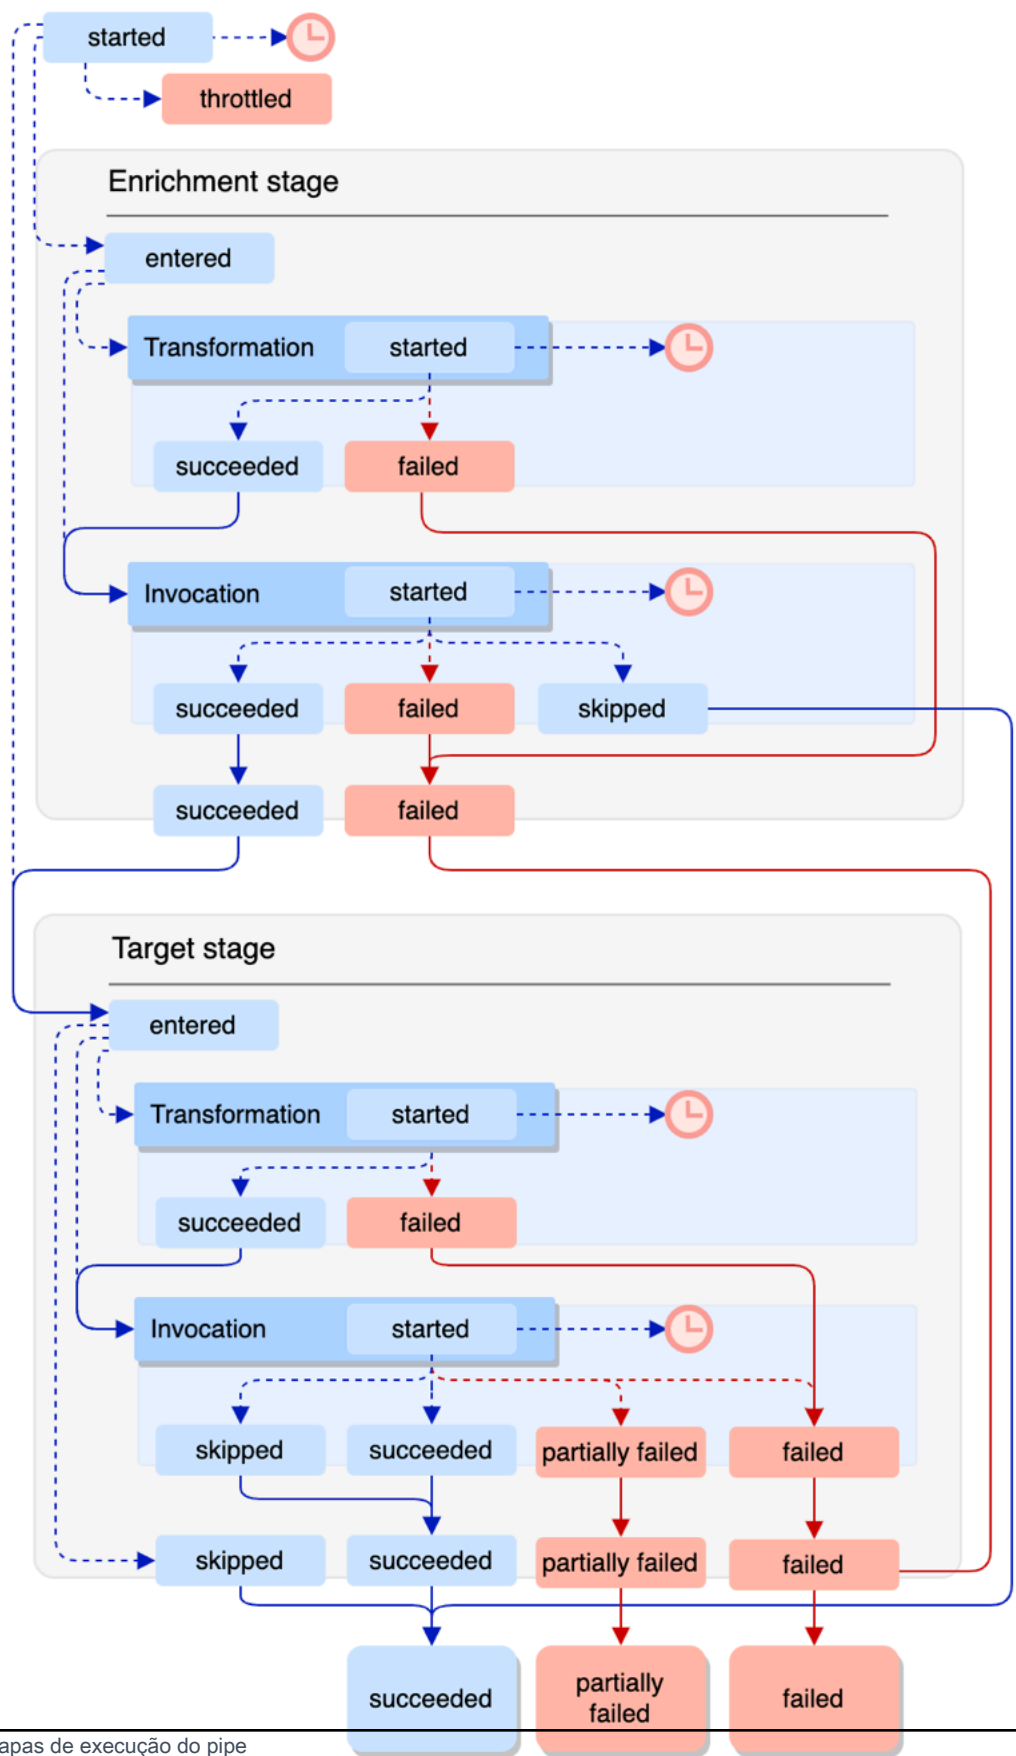 started
throttled
Enrichment stage
entered
Transformation started
succeeded failed
Invocation started
succeeded failed skipped
succeeded failed
Target stage
entered
Transformation started
succeeded failed
Invocation started
skipped succeeded partially failed failed
skipped succeeded partially failed failed
succeeded partially failed failed
apas de execução do pipe